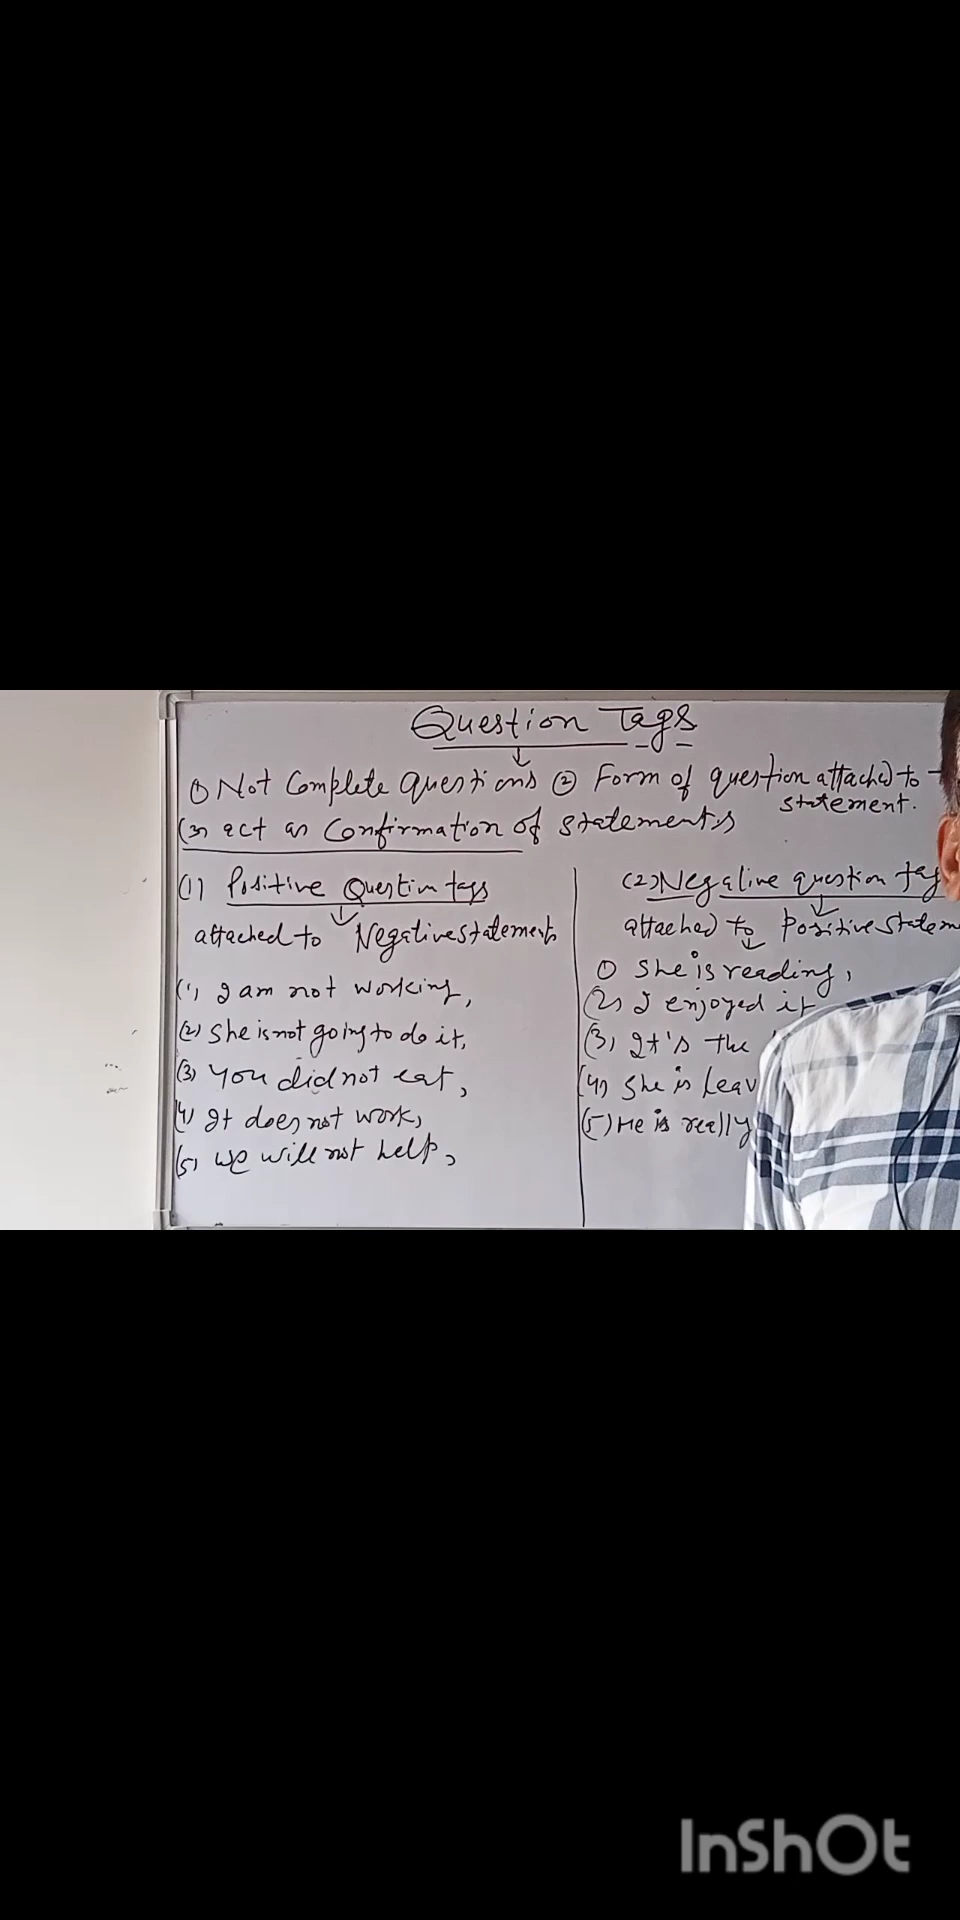 Question Tags
① Not Complete questions ② Form of question attached to
statement.
(3) act as Confirmation of statements
(1) Positive Question tags
attached to Negative statements
(1) I am not working,
(2) She is not going to do it,
(3) You did not eat,
(4) It does not work,
(5) We will not help,
(2) Negative question tag
attached to Positive statem
① She is reading,
(2) I enjoyed it
(3) It's the
(4) She is Leav
(5) He is really
InShOt